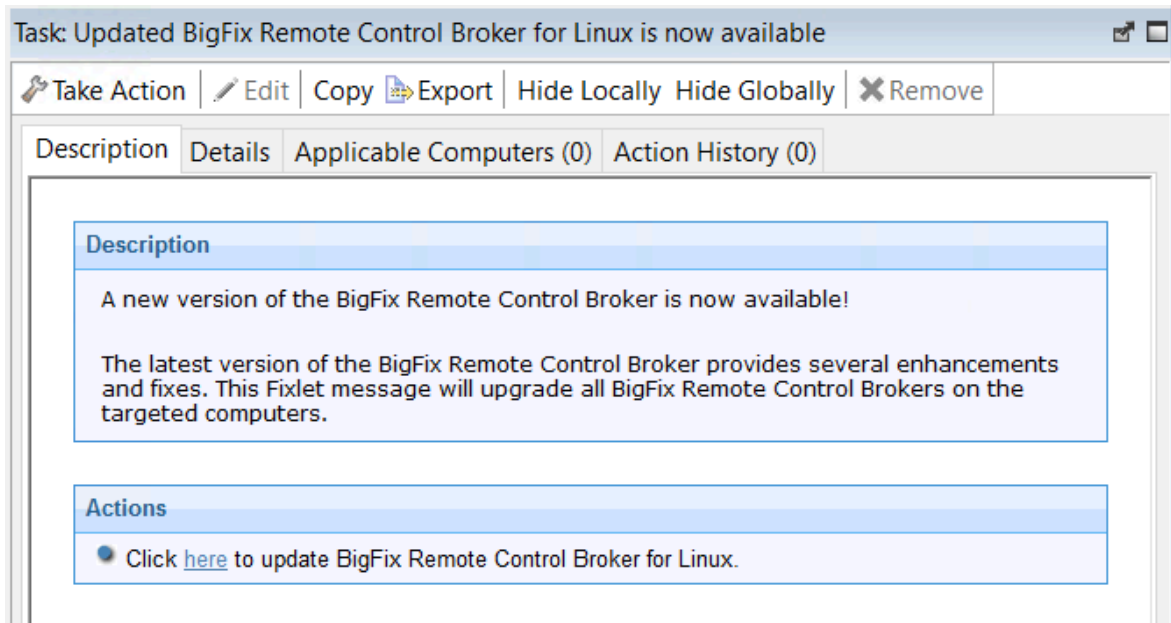 Task: Updated BigFix Remote Control Broker for Linux is now available
Take Action Edit Copy Export Hide Locally Hide Globally Remove
Description Details Applicable Computers (0) Action History (0)
Description
A new version of the BigFix Remote Control Broker is now available!
The latest version of the BigFix Remote Control Broker provides several enhancements
and fixes. This Fixlet message will upgrade all BigFix Remote Control Brokers on the
targeted computers.
Actions
Click here to update BigFix Remote Control Broker for Linux.